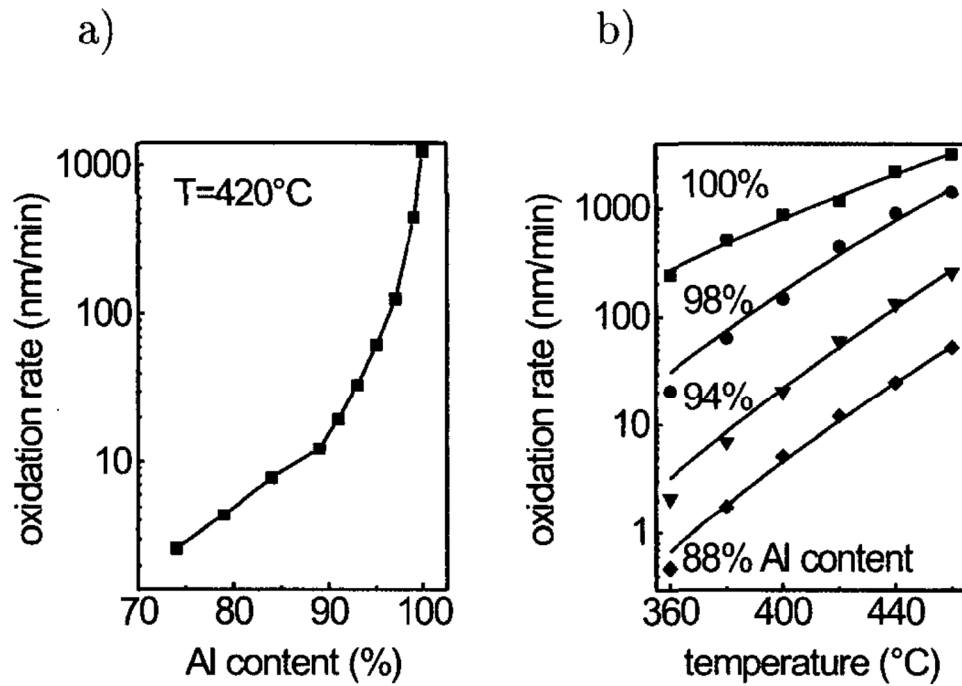 a)
oxidation rate (nm/min)
1000
100
10
T=420°C
70 80 90 100
Al content (%)
b)
oxidation rate (nm/min)
1000
100
10
1
100%
98%
94%
88% Al content
360 400 440
temperature (°C)